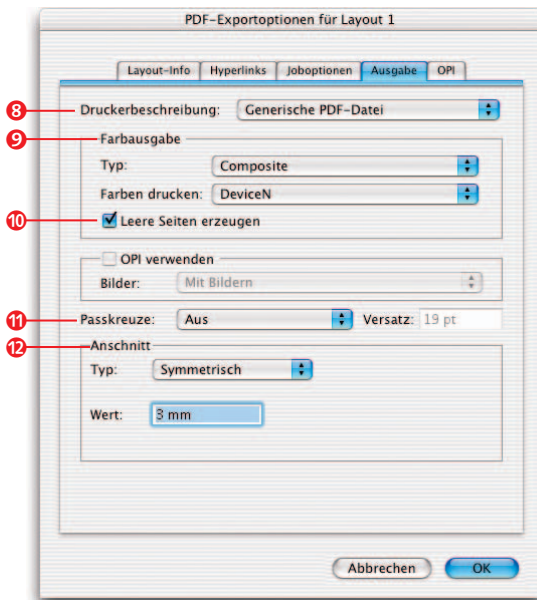 PDF-Exportoptionen für Layout 1
Layout-Info Hyperlinks Joboptionen Ausgabe OPI
8 Druckerbeschreibung: Generische PDF-Datei
9 Farbausgabe
Typ: Composite
Farben drucken: DeviceN
10 Leere Seiten erzeugen
OPI verwenden
Bilder: Mit Bildern
11 Passkreuze: Aus Versatz: 19 pt
12 Anschnitt
Typ: Symmetrisch
Wert: 3 mm
Abbrechen OK